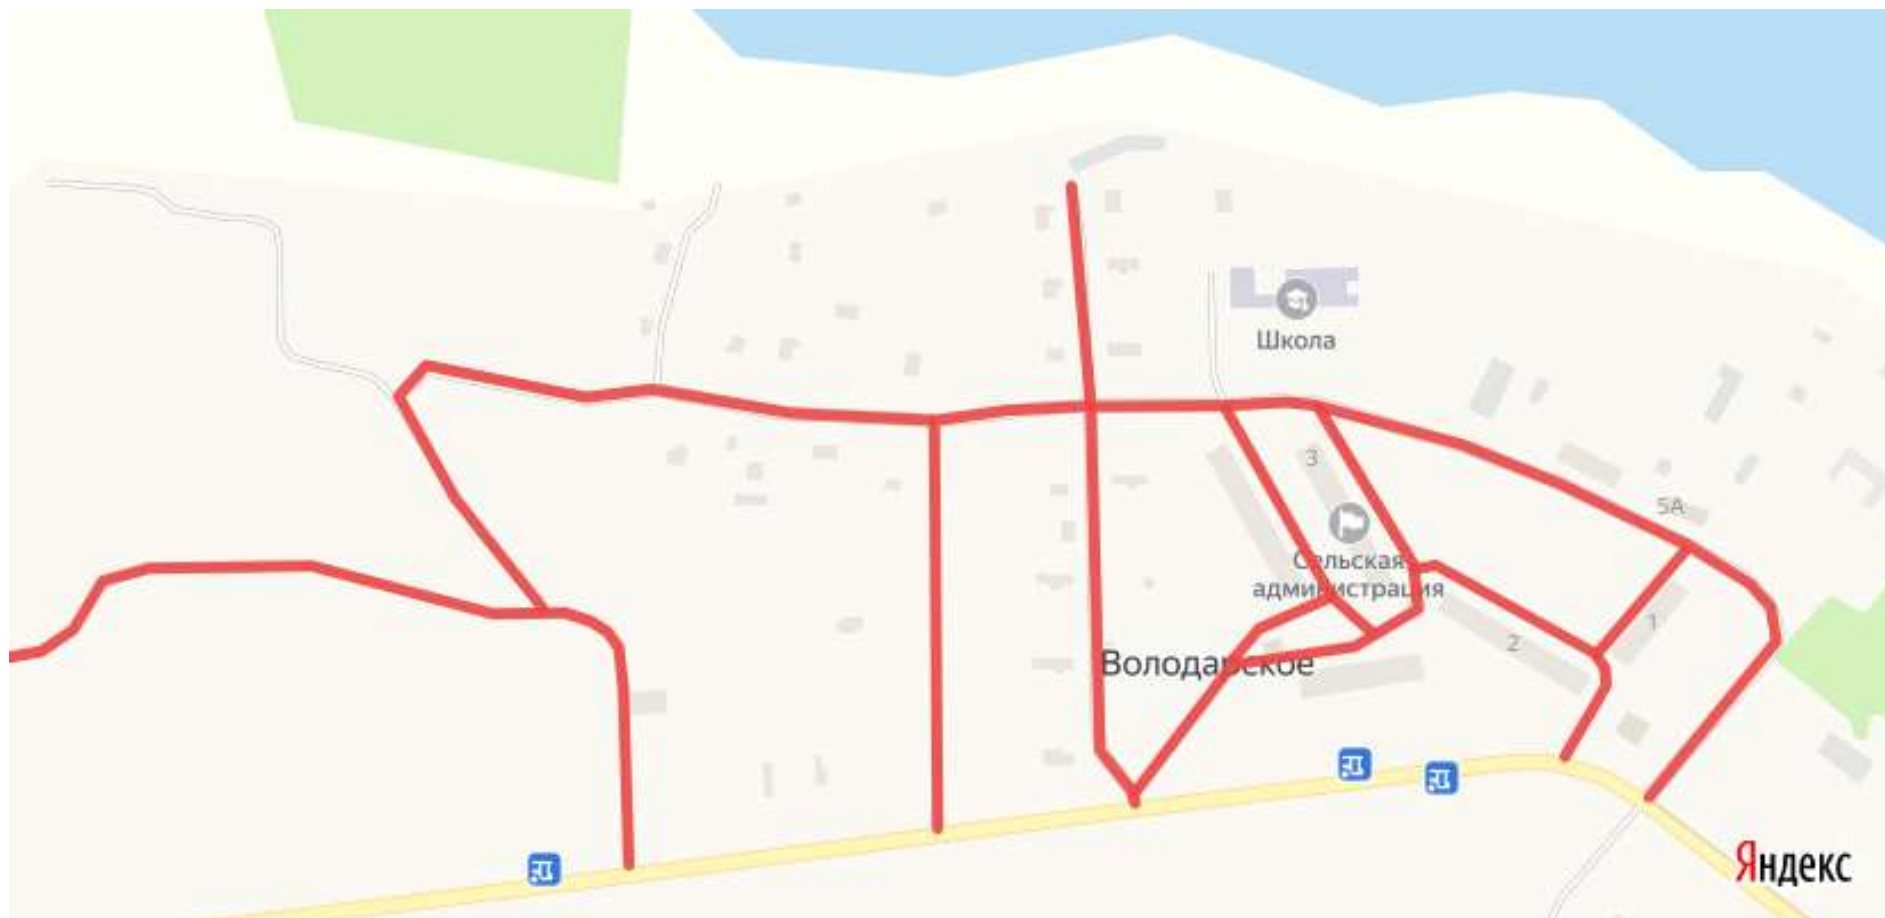 Школа
3
5А
Сельская
администрация
1
2
Володарское
Яндекс